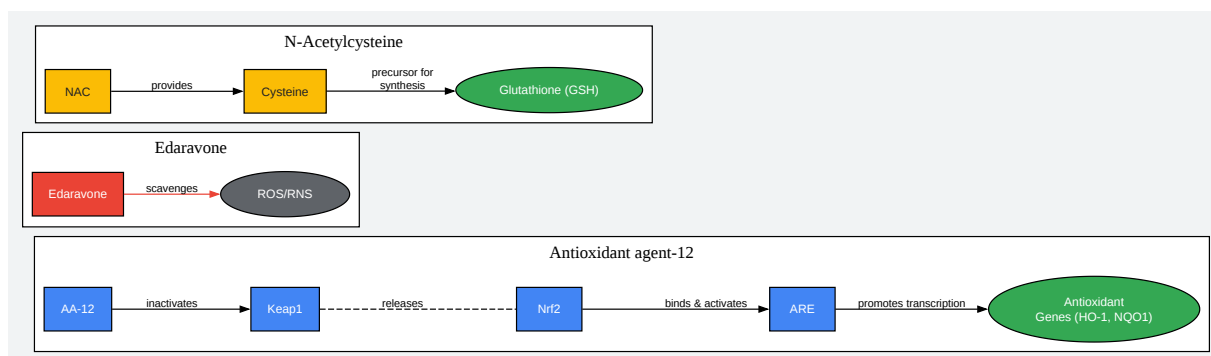 N-Acetylcysteine
NAC
provides
Cysteine
precursor for
synthesis
Glutathione (GSH)
Edaravone
Edaravone
scavenges
ROS/RNS
Antioxidant agent-12
AA-12
inactivates
Keap1
releases
Nrf2
binds & activates
ARE
promotes transcription
Antioxidant
Genes (HO-1, NQO1)